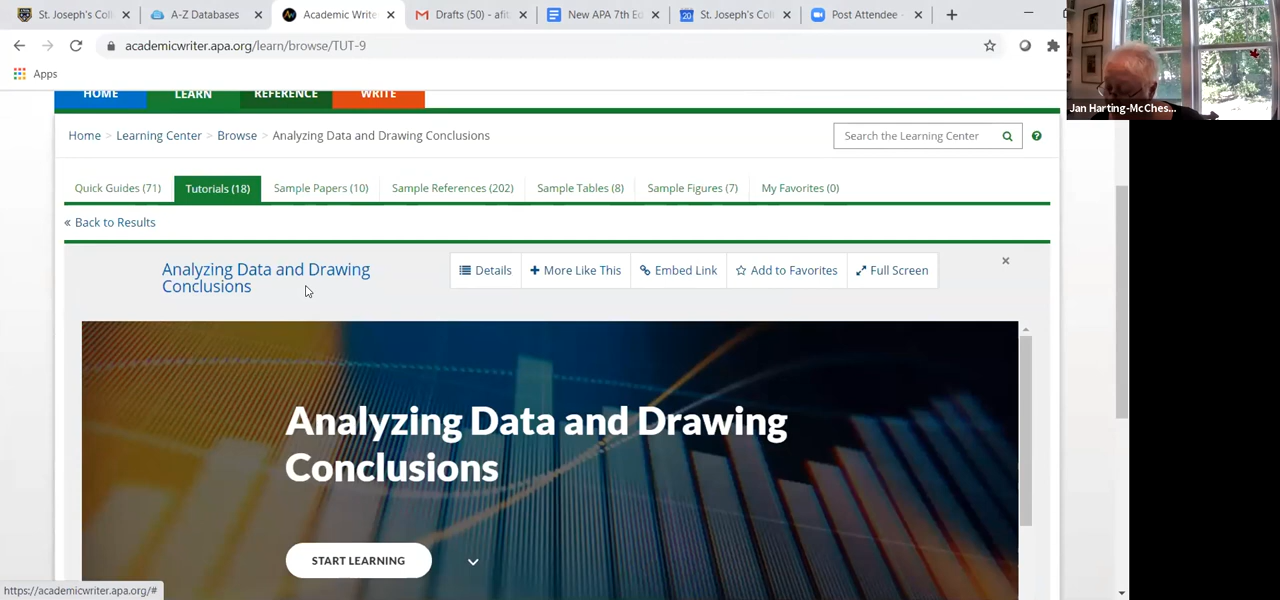 St. Joseph's Coll
A-Z Databases
Academic Write
Drafts (50) - afit
New APA 7th Ed
St. Joseph's Coll
Post Attendee -
academicwriter.apa.org/learn/browse/TUT-9
Apps
HOME
LEARN
REFERENCE
WRITE
Jan Harting-McChes...
Home > Learning Center > Browse > Analyzing Data and Drawing Conclusions
Search the Learning Center
Quick Guides (71)
Tutorials (18)
Sample Papers (10)
Sample References (202)
Sample Tables (8)
Sample Figures (7)
My Favorites (0)
« Back to Results
Analyzing Data and Drawing
Conclusions
Details
More Like This
Embed Link
Add to Favorites
Full Screen
Analyzing Data and Drawing
Conclusions
START LEARNING
https://academicwriter.apa.org/#